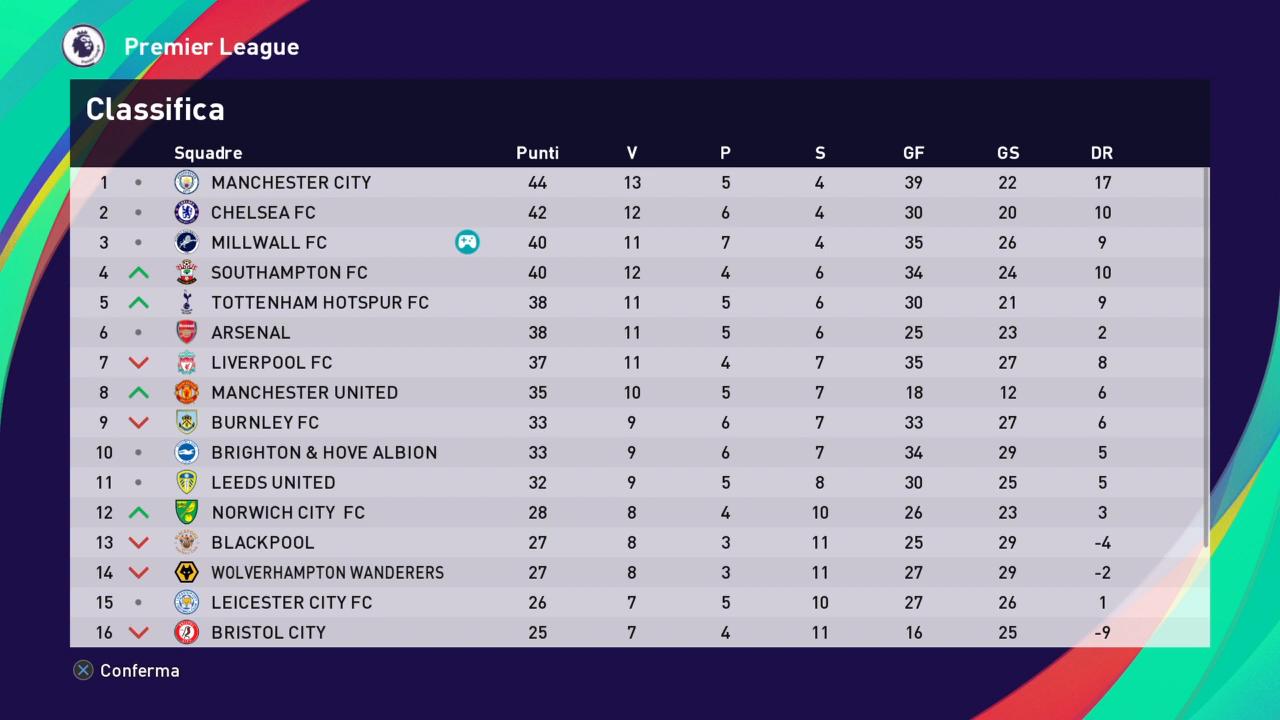 Premier League
Classifica
Squadre Punti V P S GF GS DR
1 MANCHESTER CITY 44 13 5 4 39 22 17
2 CHELSEA FC 42 12 6 4 30 20 10
3 MILLWALL FC 40 11 7 4 35 26 9
4 SOUTHAMPTON FC 40 12 4 6 34 24 10
5 TOTTENHAM HOTSPUR FC 38 11 5 6 30 21 9
6 ARSENAL 38 11 5 6 25 23 2
7 LIVERPOOL FC 37 11 4 7 35 27 8
8 MANCHESTER UNITED 35 10 5 7 18 12 6
9 BURNLEY FC 33 9 6 7 33 27 6
10 BRIGHTON & HOVE ALBION 33 9 6 7 34 29 5
11 LEEDS UNITED 32 9 5 8 30 25 5
12 NORWICH CITY FC 28 8 4 10 26 23 3
13 BLACKPOOL 27 8 3 11 25 29 -4
14 WOLVERHAMPTON WANDERERS 27 8 3 11 27 29 -2
15 LEICESTER CITY FC 26 7 5 10 27 26 1
16 BRISTOL CITY 25 7 4 11 16 25 -9
Conferma